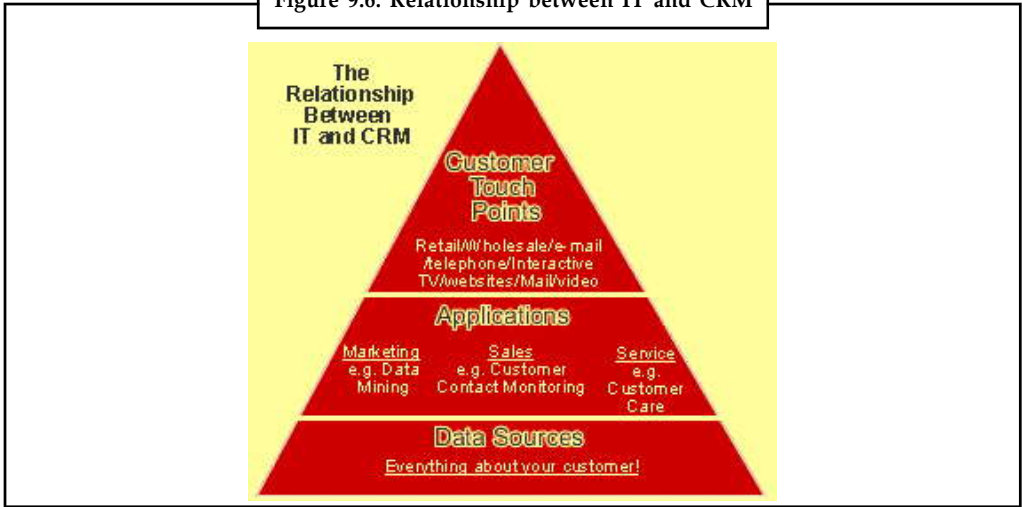 Figure 9.6: Relationship between IT and CRM
The
Relationship
Between
IT and CRM
Customer
Touch
Points
Retail/Wholesale/e-mail
/telephone/Interactive
TV/websites/Mail/video
Applications
Marketing
e.g. Data
Mining
Sales
e.g. Customer
Contact Monitoring
Service
e.g.
Customer
Care
Data Sources
Everything about your customer!